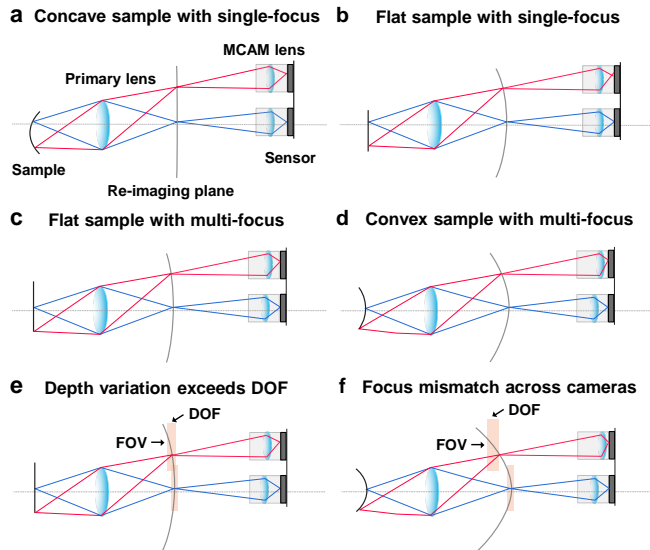 a Concave sample with single-focus
MCAM lens
Primary lens
Sample
Sensor
Re-imaging plane
b Flat sample with single-focus
c Flat sample with multi-focus
d Convex sample with multi-focus
e Depth variation exceeds DOF
DOF
FOV
f Focus mismatch across cameras
DOF
FOV